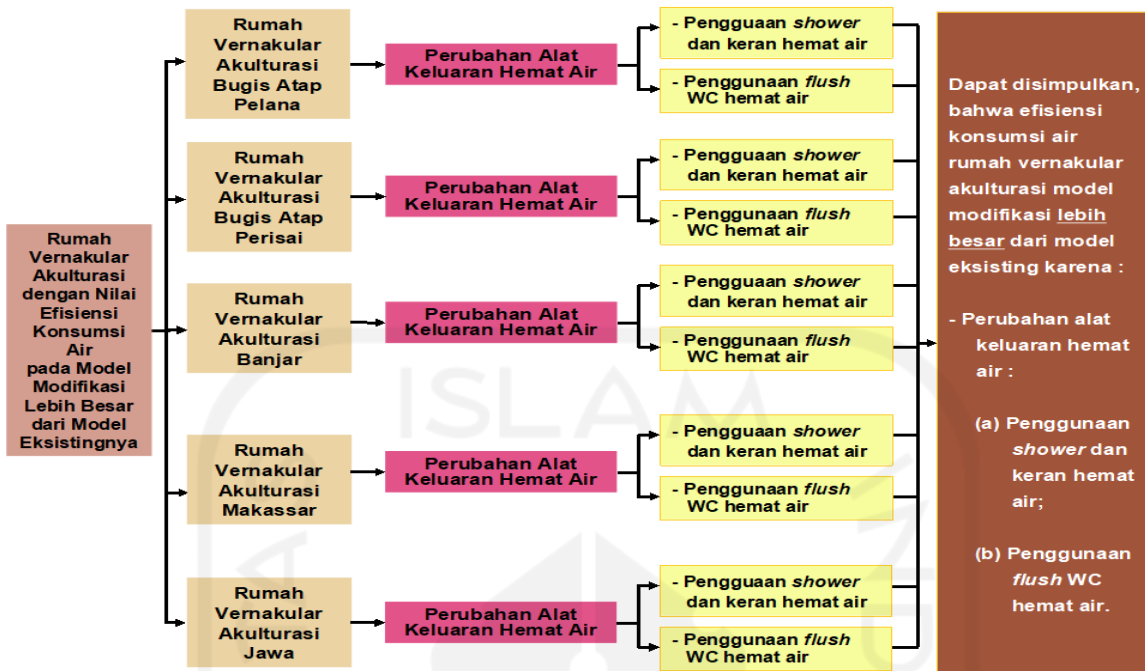 Rumah
Vernakular
Akulturasi
dengan Nilai
Efisiensi
Konsumsi
Air
pada Model
Modifikasi
Lebih Besar
dari Model
Eksistingnya
Rumah
Vernakular
Akulturasi
Bugis Atap
Pelana
Perubahan Alat
Keluaran Hemat Air
- Pengguaan shower
dan keran hemat air
- Penggunaan flush
WC hemat air
Rumah
Vernakular
Akulturasi
Bugis Atap
Perisai
Perubahan Alat
Keluaran Hemat Air
- Pengguaan shower
dan keran hemat air
- Penggunaan flush
WC hemat air
Rumah
Vernakular
Akulturasi
Banjar
Perubahan Alat
Keluaran Hemat Air
- Pengguaan shower
dan keran hemat air
- Penggunaan flush
WC hemat air
Rumah
Vernakular
Akulturasi
Makassar
Perubahan Alat
Keluaran Hemat Air
- Pengguaan shower
dan keran hemat air
- Penggunaan flush
WC hemat air
Rumah
Vernakular
Akulturasi
Jawa
Perubahan Alat
Keluaran Hemat Air
- Pengguaan shower
dan keran hemat air
- Penggunaan flush
WC hemat air
Dapat disimpulkan,
bahwa efisiensi
konsumsi air
rumah vernakular
akulturasi model
modifikasi lebih
besar dari model
eksisting karena :
- Perubahan alat
keluaran hemat
air :
(a) Penggunaan
shower dan
keran hemat
air;
(b) Penggunaan
flush WC
hemat air.
ISLAM